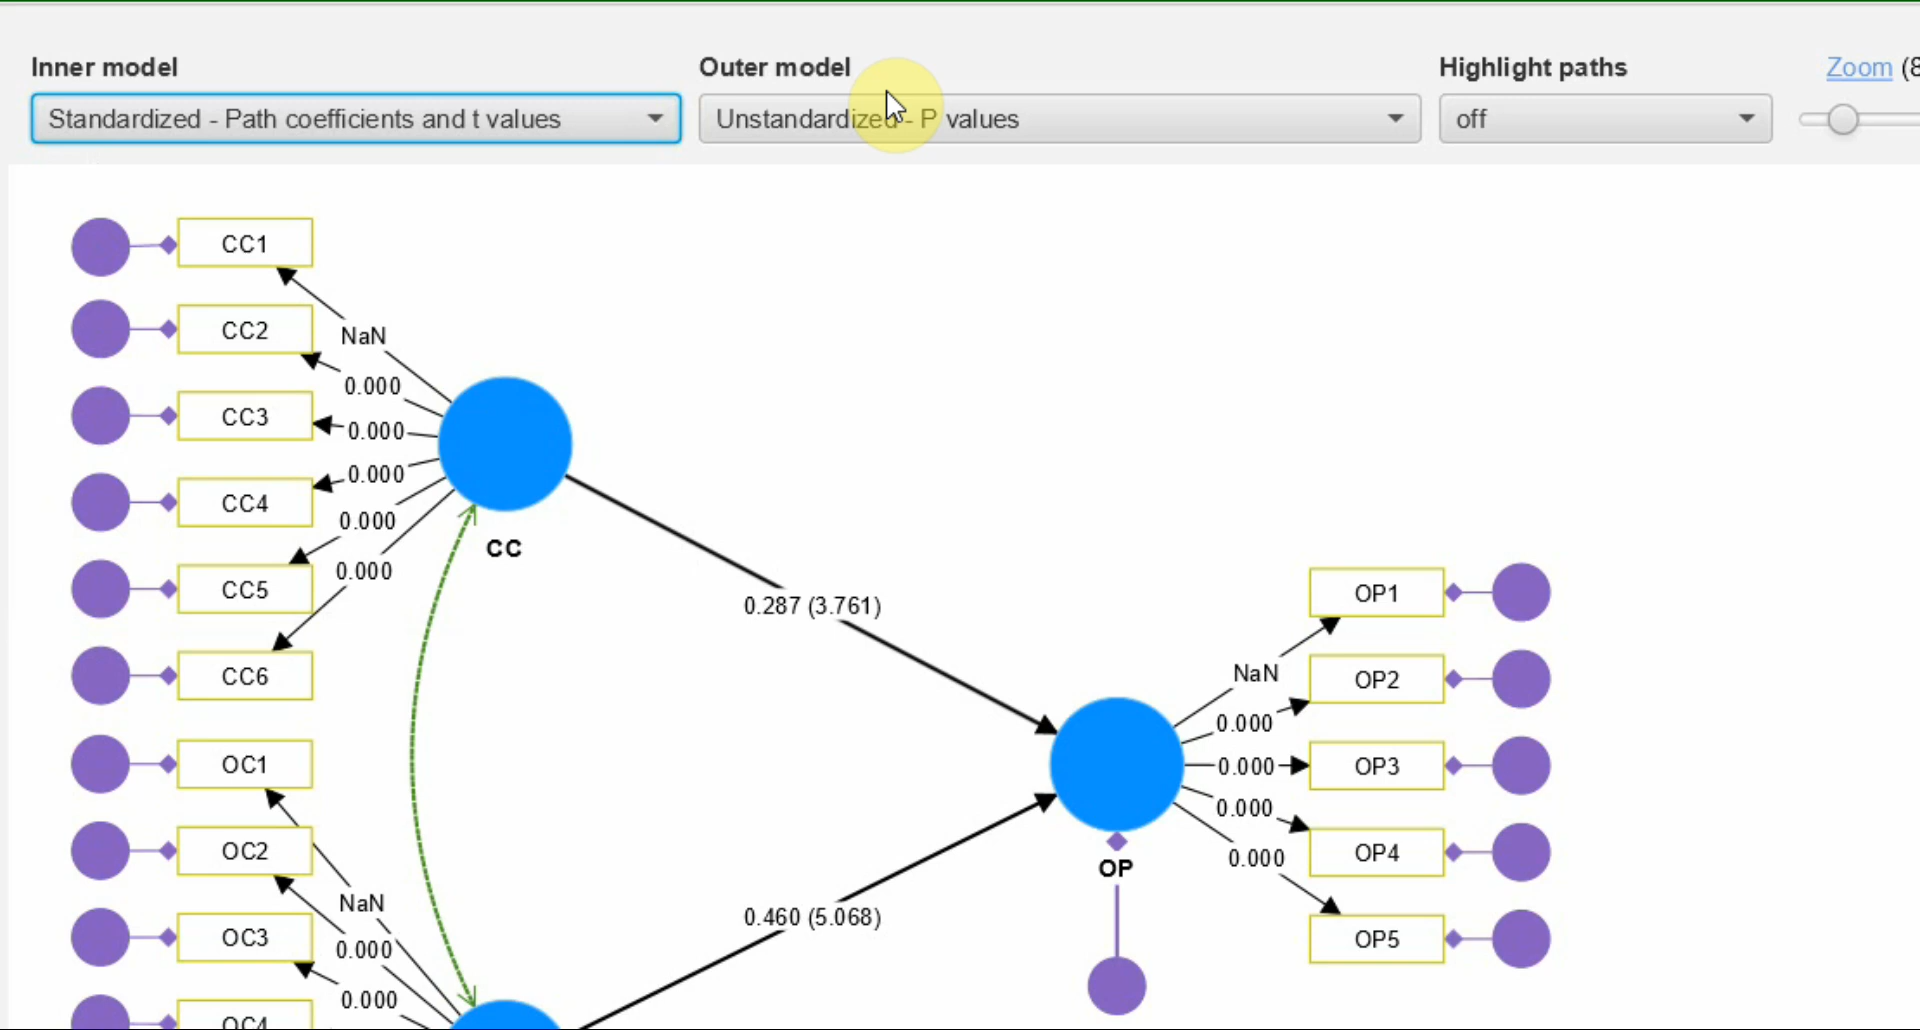 Inner model
Outer model
Highlight paths
Zoom (8
Standardized - Path coefficients and t values
Unstandardized - P values
off
CC1
NaN
CC2
0.000
CC3
0.000
CC4
0.000
0.000
CC5
0.000
CC6
CC
0.287 (3.761)
OP1
NaN
OP2
0.000
OP3
0.000
0.000
OP4
0.000
OP5
OP
OC1
OC2
NaN
OC3
0.000
0.000
OC4
0.460 (5.068)